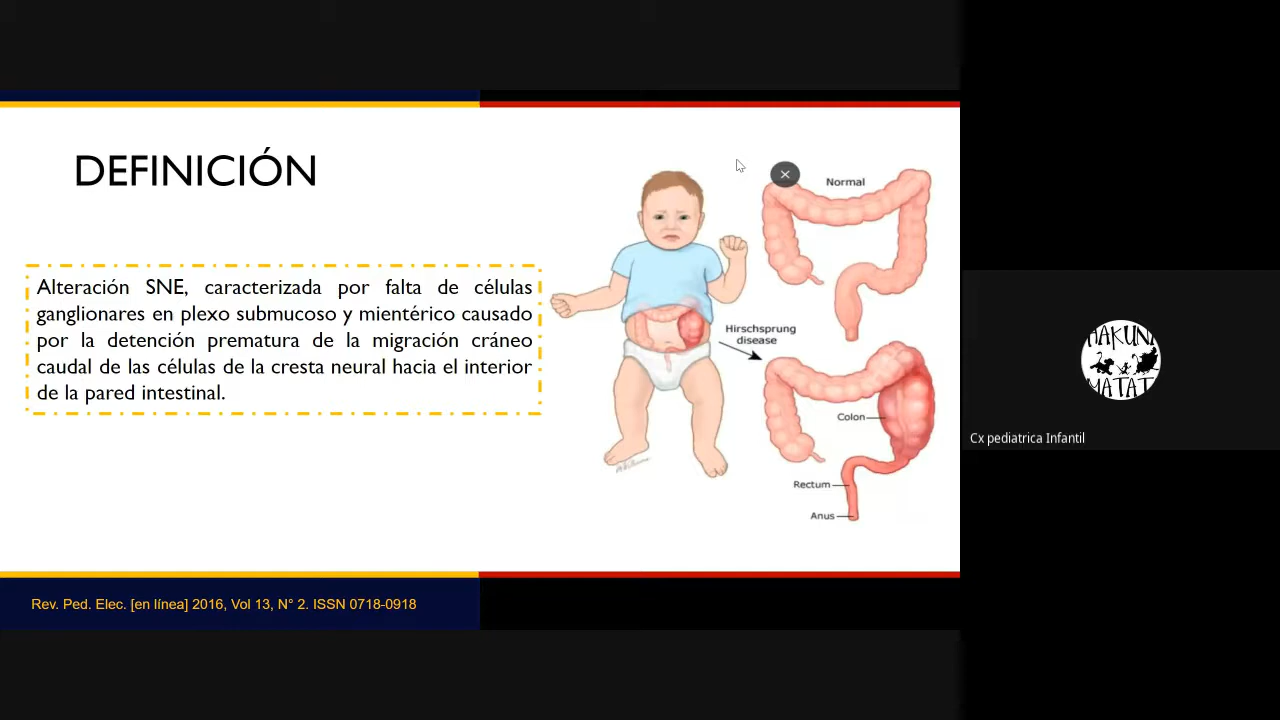 DEFINICIÓN
Alteración SNE, caracterizada por falta de células
ganglionares en plexo submucoso y mientérico causado
por la detención prematura de la migración cráneo
caudal de las células de la cresta neural hacia el interior
de la pared intestinal.
Normal
Hirschsprung
disease
Colon
Rectum
Anus
Rev. Ped. Elec. [en línea] 2016, Vol 13, N° 2. ISSN 0718-0918
HAKUNA
MATAT
Cx pediatrica Infantil